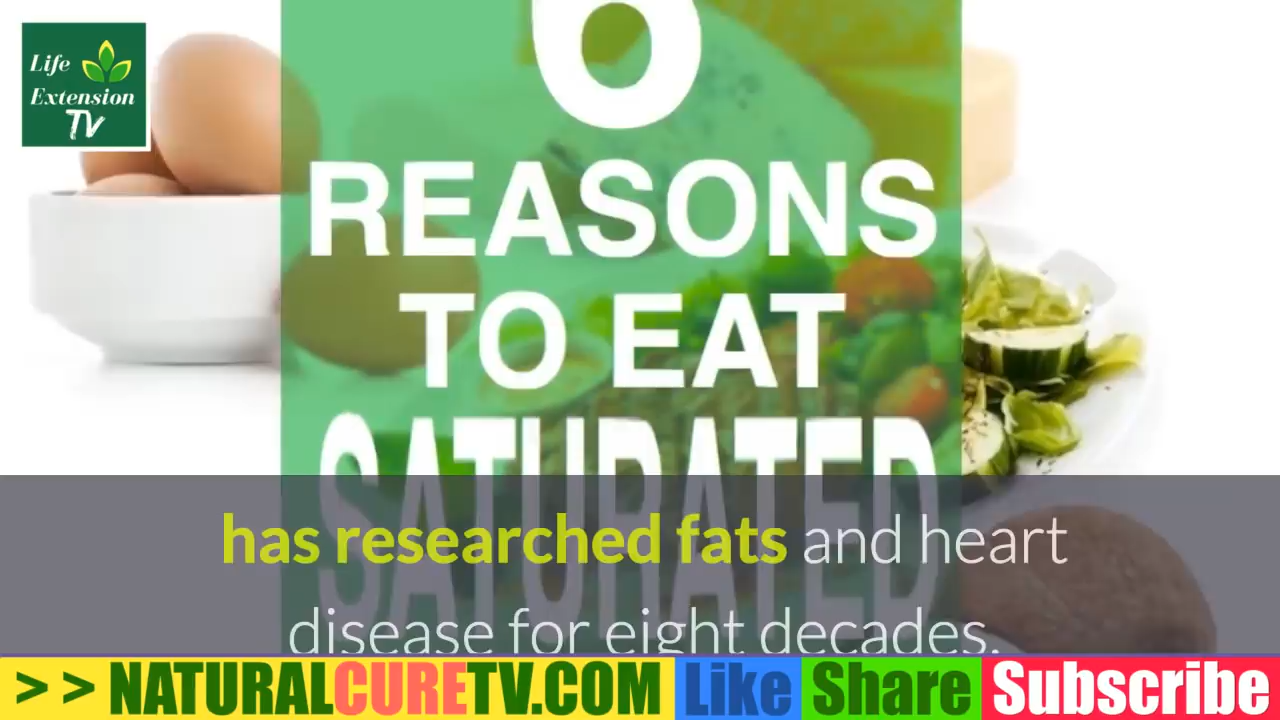 Life
Extension
TV
6
REASONS
TO EAT
SATURATED
has researched fats and heart
disease for eight decades.
> > NATURALCURETV.COM Like Share Subscribe